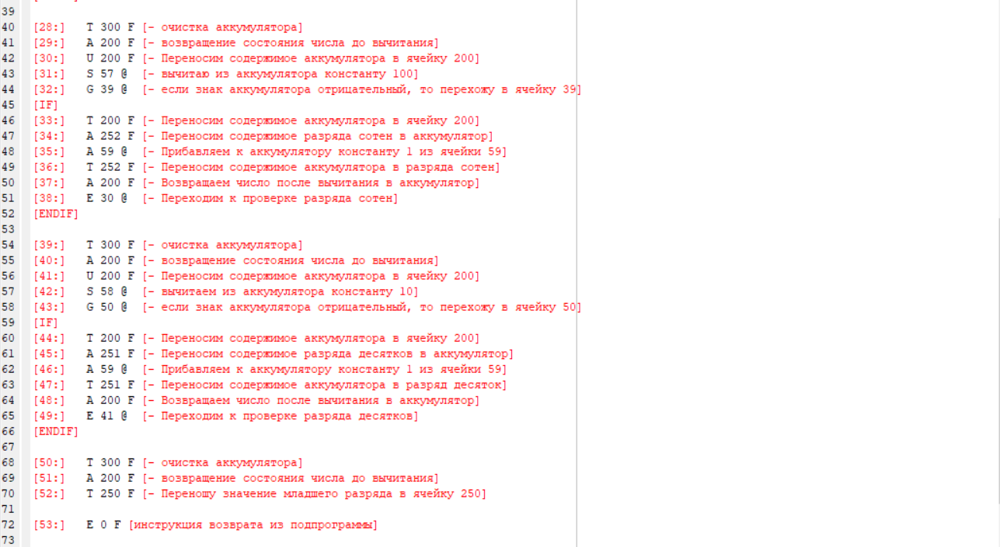 39
40 [28:] T 300 F [- очистка аккумулятора]
41 [29:] A 200 F [- возвращение состояния числа до вычитания]
42 [30:] U 200 F [- Переносим содержимое аккумулятора в ячейку 200]
43 [31:] S 57 @ [- вычитаю из аккумулятора константу 100]
44 [32:] G 39 @ [- если знак аккумулятора отрицательный, то перехожу в ячейку 39]
45 [IF]
46 [33:] T 200 F [- Переносим содержимое аккумулятора в ячейку 200]
47 [34:] A 252 F [- Переносим содержимое разряда сотен в аккумулятор]
48 [35:] A 59 @ [- Прибавляем к аккумулятору константу 1 из ячейки 59]
49 [36:] T 252 F [- Переносим содержимое аккумулятора в разряда сотен]
50 [37:] A 200 F [- Возвращаем число после вычитания в аккумулятор]
51 [38:] E 30 @ [- Переходим к проверке разряда сотен]
52 [ENDIF]
53
54 [39:] T 300 F [- очистка аккумулятора]
55 [40:] A 200 F [- возвращение состояния числа до вычитания]
56 [41:] U 200 F [- Переносим содержимое аккумулятора в ячейку 200]
57 [42:] S 58 @ [- вычитаем из аккумулятора константу 10]
58 [43:] G 50 @ [- если знак аккумулятора отрицательный, то перехожу в ячейку 50]
59 [IF]
60 [44:] T 200 F [- Переносим содержимое аккумулятора в ячейку 200]
61 [45:] A 251 F [- Переносим содержимое разряда десятков в аккумулятор]
62 [46:] A 59 @ [- Прибавляем к аккумулятору константу 1 из ячейки 59]
63 [47:] T 251 F [- Переносим содержимое аккумулятора в разряд десяток]
64 [48:] A 200 F [- Возвращаем число после вычитания в аккумулятор]
65 [49:] E 41 @ [- Переходим к проверке разряда десятков]
66 [ENDIF]
67
68 [50:] T 300 F [- очистка аккумулятора]
69 [51:] A 200 F [- возвращение состояния числа до вычитания]
70 [52:] T 250 F [- Переношу значение младшего разряда в ячейку 250]
71
72 [53:] E 0 F [инструкция возврата из подпрограммы]
73